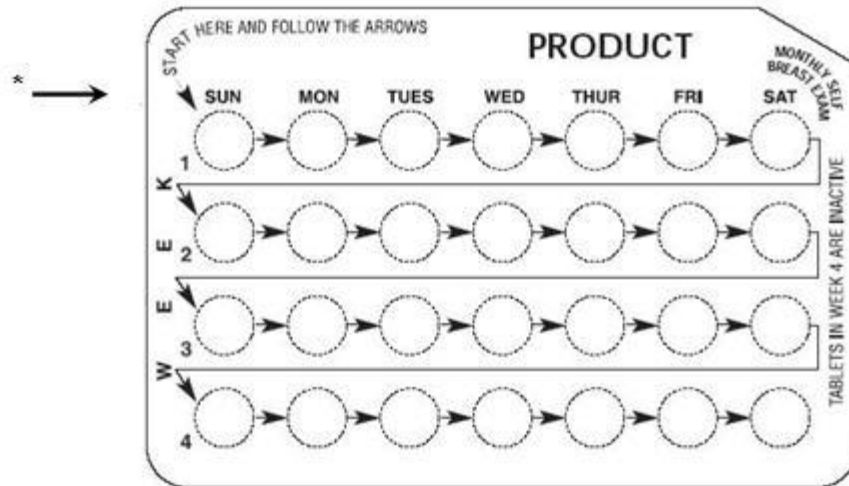 START HERE AND FOLLOW THE ARROWS
PRODUCT
MONTHLY SELF
BREAST EXAM
*
SUN MON TUES WED THUR FRI SAT
1
2
3
4
WEEK
TABLETS IN WEEK 4 ARE INACTIVE